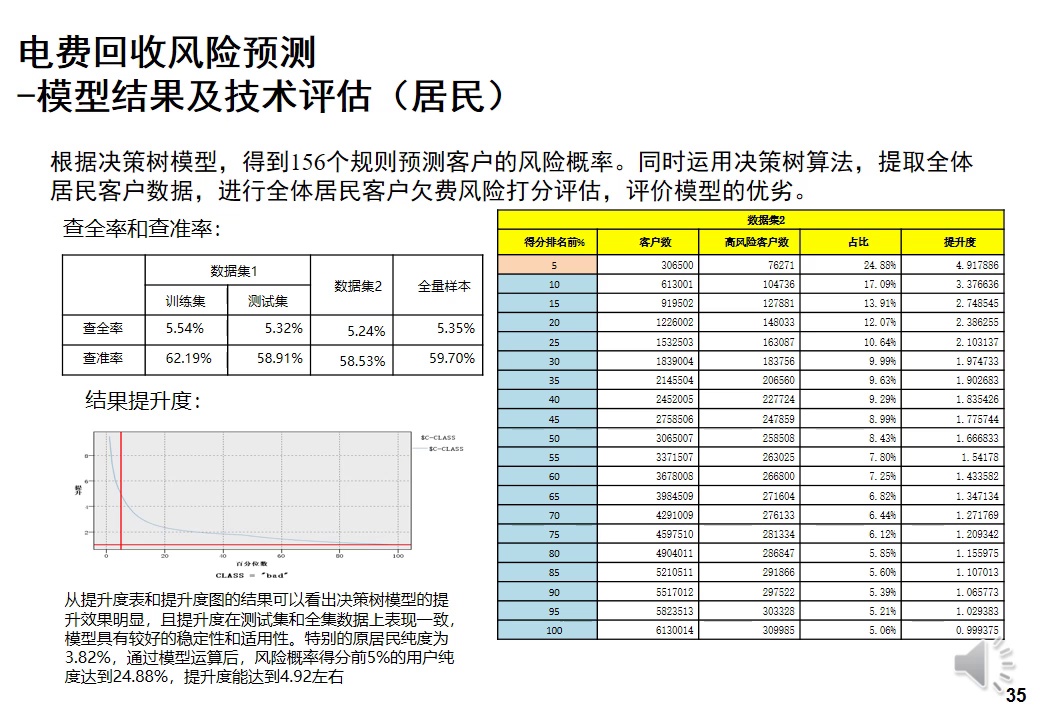 电费回收风险预测
-模型结果及技术评估（居民）
根据决策树模型，得到156个规则预测客户的风险概率。同时运用决策树算法，提取全体
居民客户数据，进行全体居民客户欠费风险打分评估，评价模型的优劣。
查全率和查准率：
数据集1 数据集2 全量样本
训练集 测试集
查全率 5.54% 5.32% 5.24% 5.35%
查准率 62.19% 58.91% 58.53% 59.70%
结果提升度：
$C-CLASS
$C-CLASS
提升
8
6
4
2
0 20 40 60 80 100
百分位数
CLASS = "bad"
从提升度表和提升度图的结果可以看出决策树模型的提
升效果明显，且提升度在测试集和全集数据上表现一致，
模型具有较好的稳定性和适用性。特别的原居民纯度为
3.82%，通过模型运算后，风险概率得分前5%的用户纯
度达到24.88%，提升度能达到4.92左右
数据集2
得分排名前% 客户数 高风险客户数 占比 提升度
5 306500 76271 24.88% 4.917886
10 613001 104736 17.09% 3.376636
15 919502 127881 13.91% 2.748545
20 1226002 148033 12.07% 2.386255
25 1532503 163087 10.64% 2.103137
30 1839004 183756 9.99% 1.974733
35 2145504 206560 9.63% 1.902683
40 2452005 227724 9.29% 1.835426
45 2758506 247859 8.99% 1.775744
50 3065007 258508 8.43% 1.666833
55 3371507 263025 7.80% 1.54178
60 3678008 266800 7.25% 1.433582
65 3984509 271604 6.82% 1.347134
70 4291009 276133 6.44% 1.271769
75 4597510 281334 6.12% 1.209342
80 4904011 286847 5.85% 1.155975
85 5210511 291866 5.60% 1.107013
90 5517012 297522 5.39% 1.065773
95 5823513 303328 5.21% 1.029383
100 6130014 309985 5.06% 0.999375
35